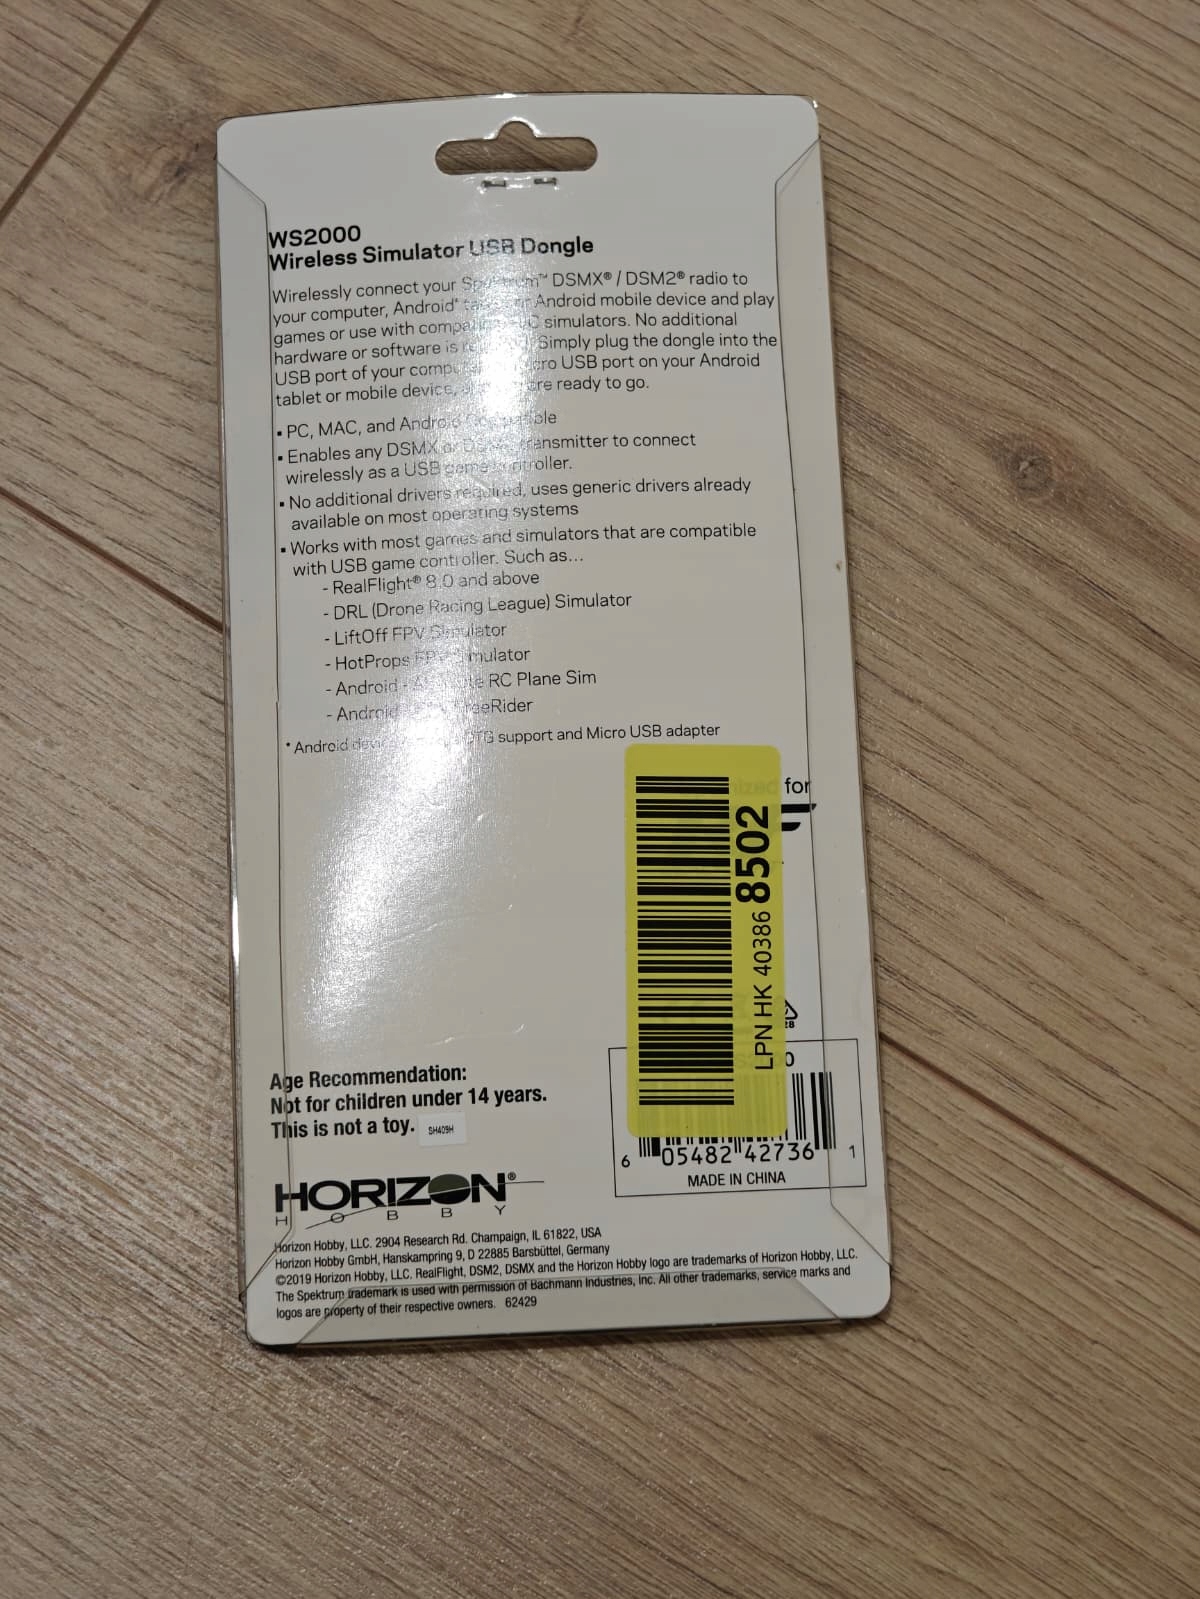 WS2000
Wireless Simulator USB Dongle
Wirelessly connect your DSMX® / DSM2® radio to
your computer, Android* Android mobile device and play
games or use with simulators. No additional
hardware or software is Simply plug the dongle into the
USB port of your USB port on your Android
tablet or mobile device, ready to go.
▪ PC, MAC, and Android
▪ Enables any DSMX or transmitter to connect
wirelessly as a USB game controller.
▪ No additional drivers required, uses generic drivers already
available on most operating systems
▪ Works with most games and simulators that are compatible
with USB game controller. Such as...
- RealFlight® 8.0 and above
- DRL (Drone Racing League) Simulator
- LiftOff FPV Simulator
- HotProps Simulator
- Android - RC Plane Sim
- Android
* Android OTG support and Micro USB adapter
for
LPN HK 40386 8502
Age Recommendation:
Not for children under 14 years.
This is not a toy.
SH409H
6 05482 42736 1
MADE IN CHINA
HORIZON®
HOBBY
Horizon Hobby, LLC. 2904 Research Rd. Champaign, IL 61822, USA
Horizon Hobby GmbH, Hanskampring 9, D 22885 Barsbüttel, Germany
©2019 Horizon Hobby, LLC. RealFlight, DSM2, DSMX and the Horizon Hobby logo are trademarks of Horizon Hobby, LLC.
The Spektrum trademark is used with permission of Bachmann Industries, Inc. All other trademarks, service marks and
logos are property of their respective owners. 62429